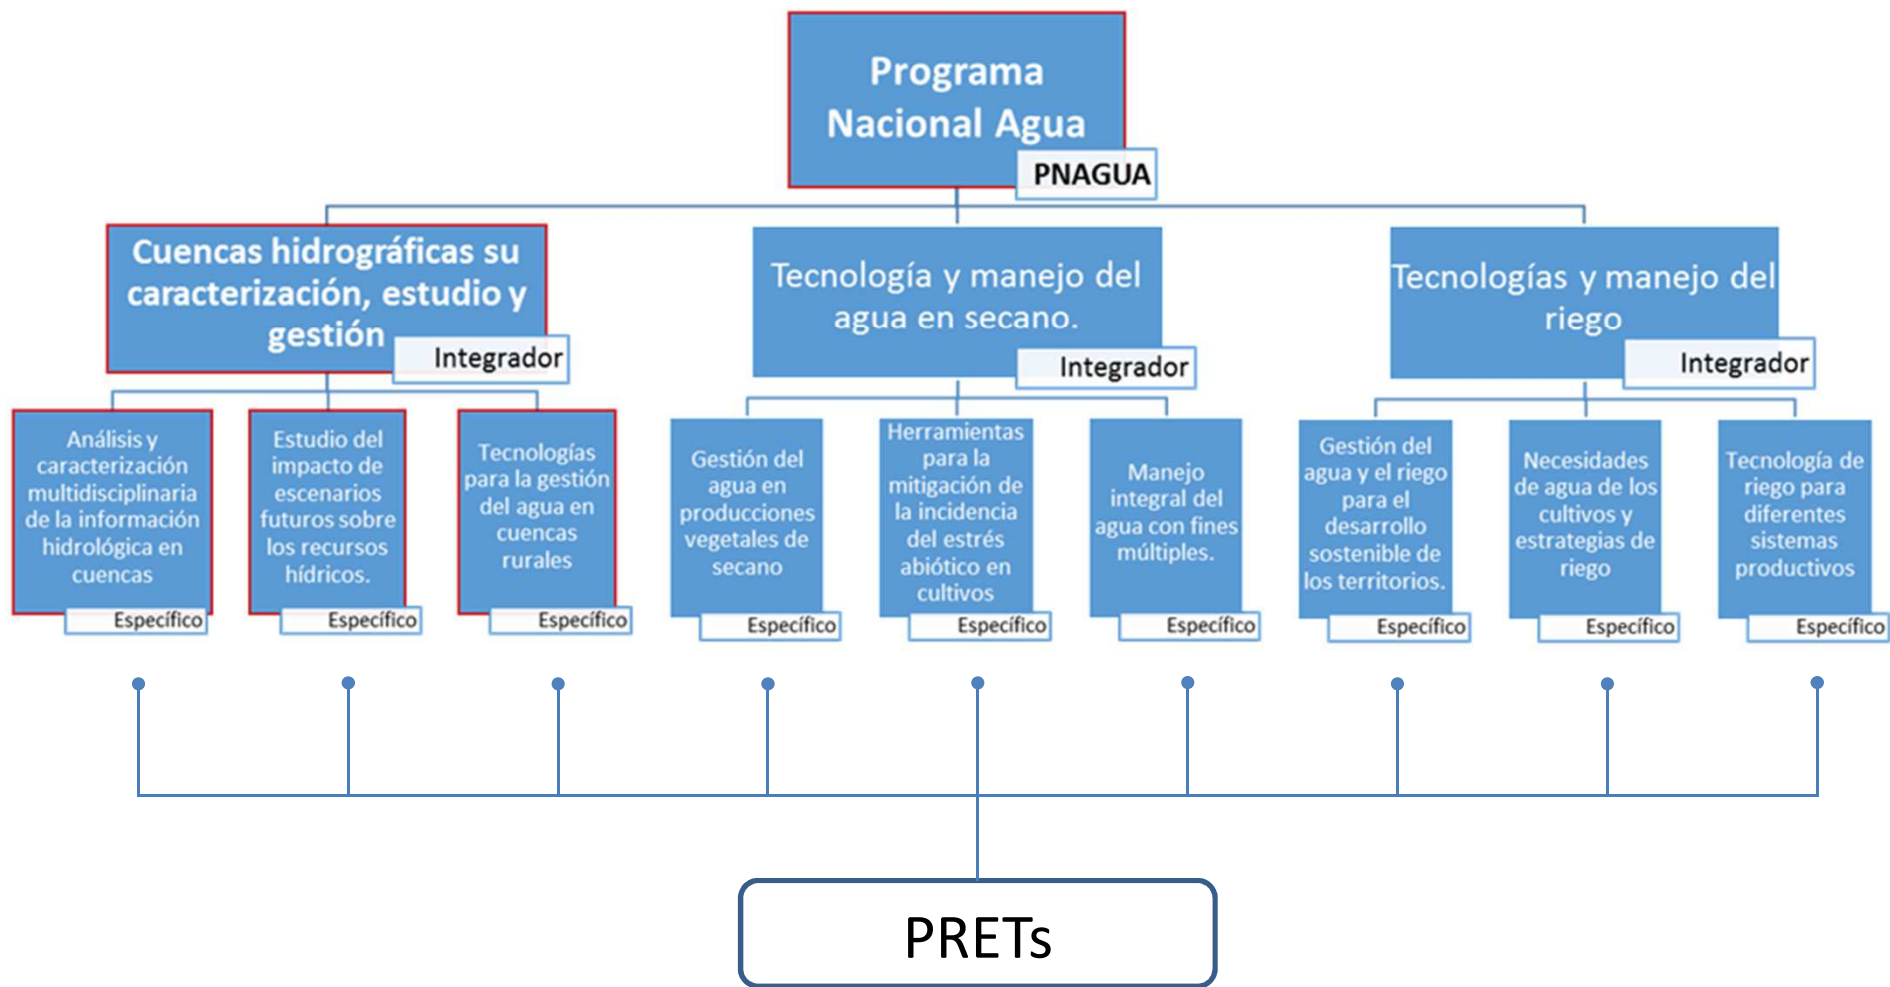 Programa
Nacional Agua
PNAGUA
Cuencas hidrográficas su
caracterización, estudio y
gestión
Integrador
Tecnología y manejo del
agua en secano.
Integrador
Tecnologías y manejo del
riego
Integrador
Análisis y
caracterización
multidisciplinaria
de la información
hidrológica en
cuencas
Específico
Estudio del
impacto de
escenarios
futuros sobre
los recursos
hídricos.
Específico
Tecnologías
para la gestión
del agua en
cuencas
rurales
Específico
Gestión del
agua en
producciones
vegetales de
secano
Específico
Herramientas
para la
mitigación de
la incidencia
del estrés
abiótico en
cultivos
Específico
Manejo
integral del
agua con fines
múltiples.
Específico
Gestión del
agua y el riego
para el
desarrollo
sostenible de
los territorios.
Específico
Necesidades
de agua de los
cultivos y
estrategias de
riego
Específico
Tecnología de
riego para
diferentes
sistemas
productivos
Específico
PRETs